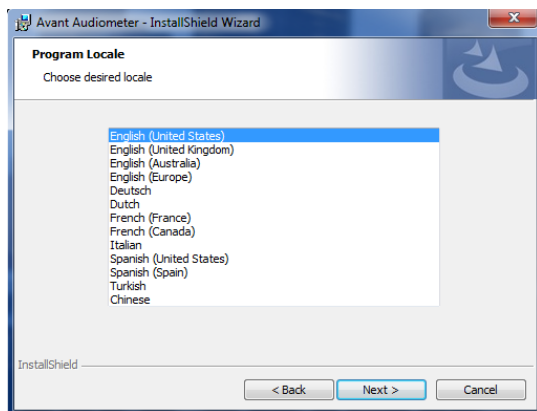 Avant Audiometer - InstallShield Wizard
Program Locale
Choose desired locale
English (United States)
English (United Kingdom)
English (Australia)
English (Europe)
Deutsch
Dutch
French (France)
French (Canada)
Italian
Spanish (United States)
Spanish (Spain)
Turkish
Chinese
InstallShield
< Back Next > Cancel